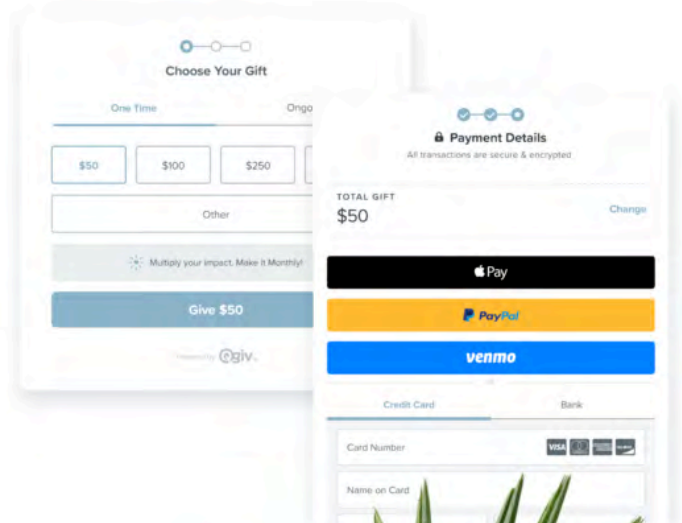 Choose Your Gift
One Time
Ongo
$50
$100
$250
Other
Multiply your impact. Make it Monthly!
Give $50
Qgiv
Payment Details
All transactions are secure & encrypted
TOTAL GIFT
$50
Change
Pay
PayPal
venmo
Credit Card
Bank
Card Number
VISA
Name on Card